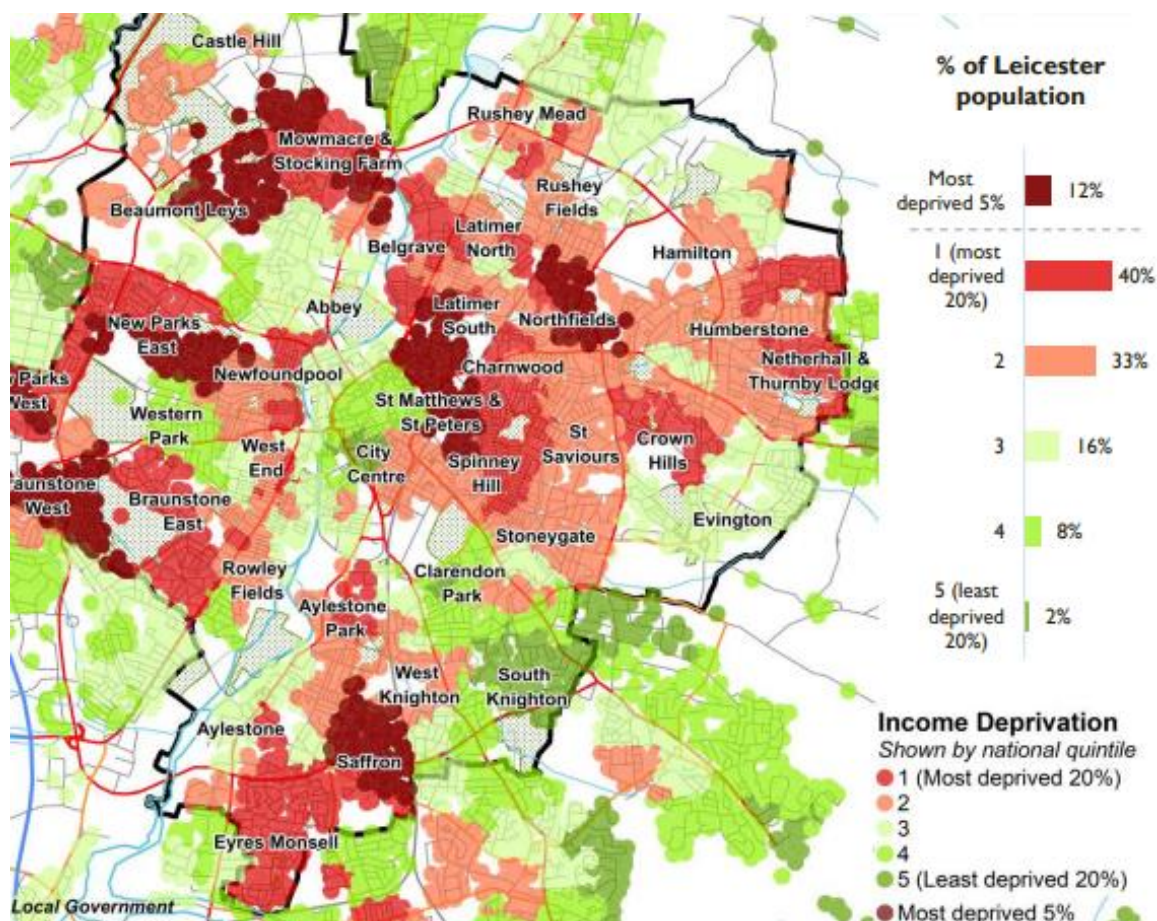 Castle Hill
Rushey Mead
Mowmacre &
Stocking Farm
Rushey
Fields
Beaumont Leys
Latimer
North
Belgrave
Hamilton
Abbey
Latimer
South
Northfields
New Parks
East
Humberstone
Charnwood
Netherhall &
Thurnby Lodge
Newfoundpool
Parks
West
Western
Park
St Matthews &
St Peters
St
Saviours
Crown
Hills
West
End
City
Centre
Spinney
Hill
raunstone
West
Braunstone
East
Evington
Stoneygate
Rowley
Fields
Clarendon
Park
Aylestone
Park
West
Knighton
South
Knighton
Aylestone
Saffron
Eyres Monsell
Local Government
% of Leicester
population
Most
deprived 5%
12%
1 (most
deprived
20%)
40%
2
33%
3
16%
4
8%
5 (least
deprived
20%)
2%
Income Deprivation
Shown by national quintile
1 (Most deprived 20%)
2
3
4
5 (Least deprived 20%)
Most deprived 5%